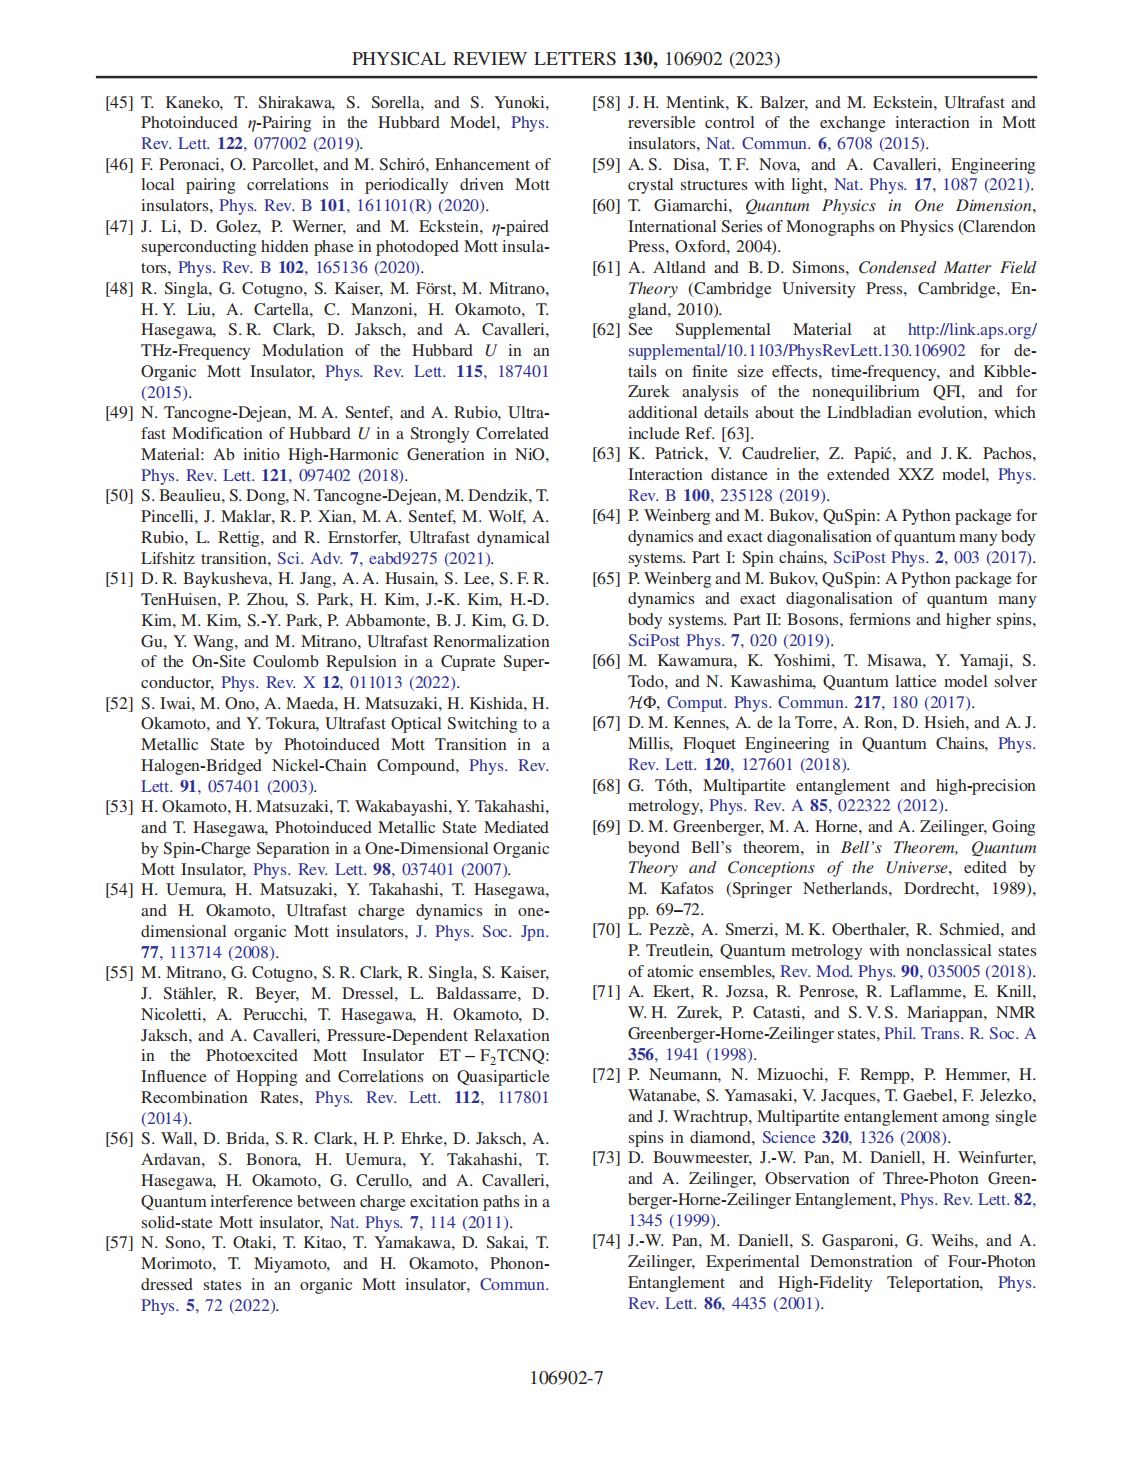 PHYSICAL REVIEW LETTERS 130, 106902 (2023)
[45] T. Kaneko, T. Shirakawa, S. Sorella, and S. Yunoki,
Photoinduced η-Pairing in the Hubbard Model, Phys.
Rev. Lett. 122, 077002 (2019).
[46] F. Peronaci, O. Parcollet, and M. Schiró, Enhancement of
local pairing correlations in periodically driven Mott
insulators, Phys. Rev. B 101, 161101(R) (2020).
[47] J. Li, D. Golez, P. Werner, and M. Eckstein, η-paired
superconducting hidden phase in photodoped Mott insula-
tors, Phys. Rev. B 102, 165136 (2020).
[48] R. Singla, G. Cotugno, S. Kaiser, M. Först, M. Mitrano,
H. Y. Liu, A. Cartella, C. Manzoni, H. Okamoto, T.
Hasegawa, S. R. Clark, D. Jaksch, and A. Cavalleri,
THz-Frequency Modulation of the Hubbard U in an
Organic Mott Insulator, Phys. Rev. Lett. 115, 187401
(2015).
[49] N. Tancogne-Dejean, M. A. Sentef, and A. Rubio, Ultra-
fast Modification of Hubbard U in a Strongly Correlated
Material: Ab initio High-Harmonic Generation in NiO,
Phys. Rev. Lett. 121, 097402 (2018).
[50] S. Beaulieu, S. Dong, N. Tancogne-Dejean, M. Dendzik, T.
Pincelli, J. Maklar, R. P. Xian, M. A. Sentef, M. Wolf, A.
Rubio, L. Rettig, and R. Ernstorfer, Ultrafast dynamical
Lifshitz transition, Sci. Adv. 7, eabd9275 (2021).
[51] D. R. Baykusheva, H. Jang, A. A. Husain, S. Lee, S. F. R.
TenHuisen, P. Zhou, S. Park, H. Kim, J.-K. Kim, H.-D.
Kim, M. Kim, S.-Y. Park, P. Abbamonte, B. J. Kim, G. D.
Gu, Y. Wang, and M. Mitrano, Ultrafast Renormalization
of the On-Site Coulomb Repulsion in a Cuprate Super-
conductor, Phys. Rev. X 12, 011013 (2022).
[52] S. Iwai, M. Ono, A. Maeda, H. Matsuzaki, H. Kishida, H.
Okamoto, and Y. Tokura, Ultrafast Optical Switching to a
Metallic State by Photoinduced Mott Transition in a
Halogen-Bridged Nickel-Chain Compound, Phys. Rev.
Lett. 91, 057401 (2003).
[53] H. Okamoto, H. Matsuzaki, T. Wakabayashi, Y. Takahashi,
and T. Hasegawa, Photoinduced Metallic State Mediated
by Spin-Charge Separation in a One-Dimensional Organic
Mott Insulator, Phys. Rev. Lett. 98, 037401 (2007).
[54] H. Uemura, H. Matsuzaki, Y. Takahashi, T. Hasegawa,
and H. Okamoto, Ultrafast charge dynamics in one-
dimensional organic Mott insulators, J. Phys. Soc. Jpn.
77, 113714 (2008).
[55] M. Mitrano, G. Cotugno, S. R. Clark, R. Singla, S. Kaiser,
J. Stähler, R. Beyer, M. Dressel, L. Baldassarre, D.
Nicoletti, A. Perucchi, T. Hasegawa, H. Okamoto, D.
Jaksch, and A. Cavalleri, Pressure-Dependent Relaxation
in the Photoexcited Mott Insulator ET − F₂TCNQ:
Influence of Hopping and Correlations on Quasiparticle
Recombination Rates, Phys. Rev. Lett. 112, 117801
(2014).
[56] S. Wall, D. Brida, S. R. Clark, H. P. Ehrke, D. Jaksch, A.
Ardavan, S. Bonora, H. Uemura, Y. Takahashi, T.
Hasegawa, H. Okamoto, G. Cerullo, and A. Cavalleri,
Quantum interference between charge excitation paths in a
solid-state Mott insulator, Nat. Phys. 7, 114 (2011).
[57] N. Sono, T. Otaki, T. Kitao, T. Yamakawa, D. Sakai, T.
Morimoto, T. Miyamoto, and H. Okamoto, Phonon-
dressed states in an organic Mott insulator, Commun.
Phys. 5, 72 (2022).
[58] J. H. Mentink, K. Balzer, and M. Eckstein, Ultrafast and
reversible control of the exchange interaction in Mott
insulators, Nat. Commun. 6, 6708 (2015).
[59] A. S. Disa, T. F. Nova, and A. Cavalleri, Engineering
crystal structures with light, Nat. Phys. 17, 1087 (2021).
[60] T. Giamarchi, Quantum Physics in One Dimension,
International Series of Monographs on Physics (Clarendon
Press, Oxford, 2004).
[61] A. Altland and B. D. Simons, Condensed Matter Field
Theory (Cambridge University Press, Cambridge, En-
gland, 2010).
[62] See Supplemental Material at http://link.aps.org/
supplemental/10.1103/PhysRevLett.130.106902 for de-
tails on finite size effects, time-frequency, and Kibble-
Zurek analysis of the nonequilibrium QFI, and for
additional details about the Lindbladian evolution, which
include Ref. [63].
[63] K. Patrick, V. Caudrelier, Z. Papić, and J. K. Pachos,
Interaction distance in the extended XXZ model, Phys.
Rev. B 100, 235128 (2019).
[64] P. Weinberg and M. Bukov, QuSpin: A Python package for
dynamics and exact diagonalisation of quantum many body
systems. Part I: Spin chains, SciPost Phys. 2, 003 (2017).
[65] P. Weinberg and M. Bukov, QuSpin: A Python package for
dynamics and exact diagonalisation of quantum many
body systems. Part II: Bosons, fermions and higher spins,
SciPost Phys. 7, 020 (2019).
[66] M. Kawamura, K. Yoshimi, T. Misawa, Y. Yamaji, S.
Todo, and N. Kawashima, Quantum lattice model solver
ℋΦ, Comput. Phys. Commun. 217, 180 (2017).
[67] D. M. Kennes, A. de la Torre, A. Ron, D. Hsieh, and A. J.
Millis, Floquet Engineering in Quantum Chains, Phys.
Rev. Lett. 120, 127601 (2018).
[68] G. Tóth, Multipartite entanglement and high-precision
metrology, Phys. Rev. A 85, 022322 (2012).
[69] D. M. Greenberger, M. A. Horne, and A. Zeilinger, Going
beyond Bell's theorem, in Bell's Theorem, Quantum
Theory and Conceptions of the Universe, edited by
M. Kafatos (Springer Netherlands, Dordrecht, 1989),
pp. 69–72.
[70] L. Pezzè, A. Smerzi, M. K. Oberthaler, R. Schmied, and
P. Treutlein, Quantum metrology with nonclassical states
of atomic ensembles, Rev. Mod. Phys. 90, 035005 (2018).
[71] A. Ekert, R. Jozsa, R. Penrose, R. Laflamme, E. Knill,
W. H. Zurek, P. Catasti, and S. V. S. Mariappan, NMR
Greenberger-Horne-Zeilinger states, Phil. Trans. R. Soc. A
356, 1941 (1998).
[72] P. Neumann, N. Mizuochi, F. Rempp, P. Hemmer, H.
Watanabe, S. Yamasaki, V. Jacques, T. Gaebel, F. Jelezko,
and J. Wrachtrup, Multipartite entanglement among single
spins in diamond, Science 320, 1326 (2008).
[73] D. Bouwmeester, J.-W. Pan, M. Daniell, H. Weinfurter,
and A. Zeilinger, Observation of Three-Photon Green-
berger-Horne-Zeilinger Entanglement, Phys. Rev. Lett. 82,
1345 (1999).
[74] J.-W. Pan, M. Daniell, S. Gasparoni, G. Weihs, and A.
Zeilinger, Experimental Demonstration of Four-Photon
Entanglement and High-Fidelity Teleportation, Phys.
Rev. Lett. 86, 4435 (2001).
106902-7